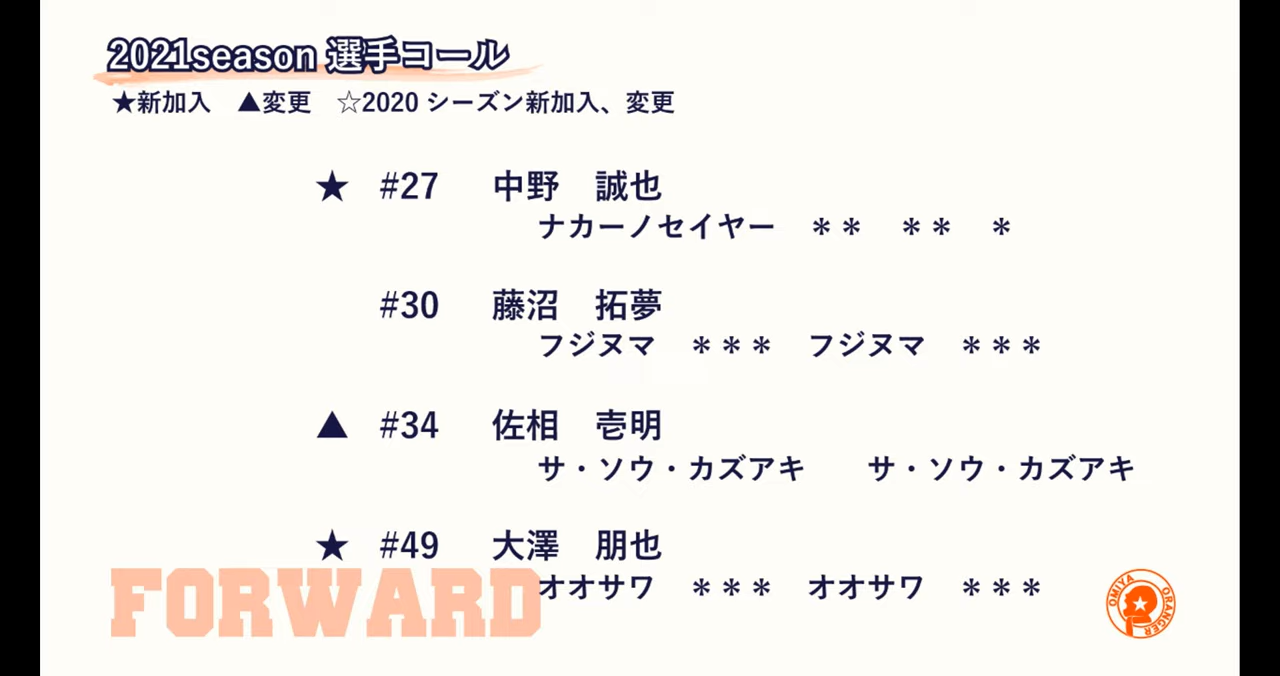 2021season 選手コール
★新加入　▲変更　☆2020 シーズン新加入、変更
★ #27 中野　誠也
ナカーノセイヤー　＊＊　＊＊　＊
#30 藤沼　拓夢
フジヌマ　＊＊＊　フジヌマ　＊＊＊
▲ #34 佐相　壱明
サ・ソウ・カズアキ　　サ・ソウ・カズアキ
★ #49 大澤　朋也
オオサワ　＊＊＊　オオサワ　＊＊＊
FORWARD
OMIYA ORANGER